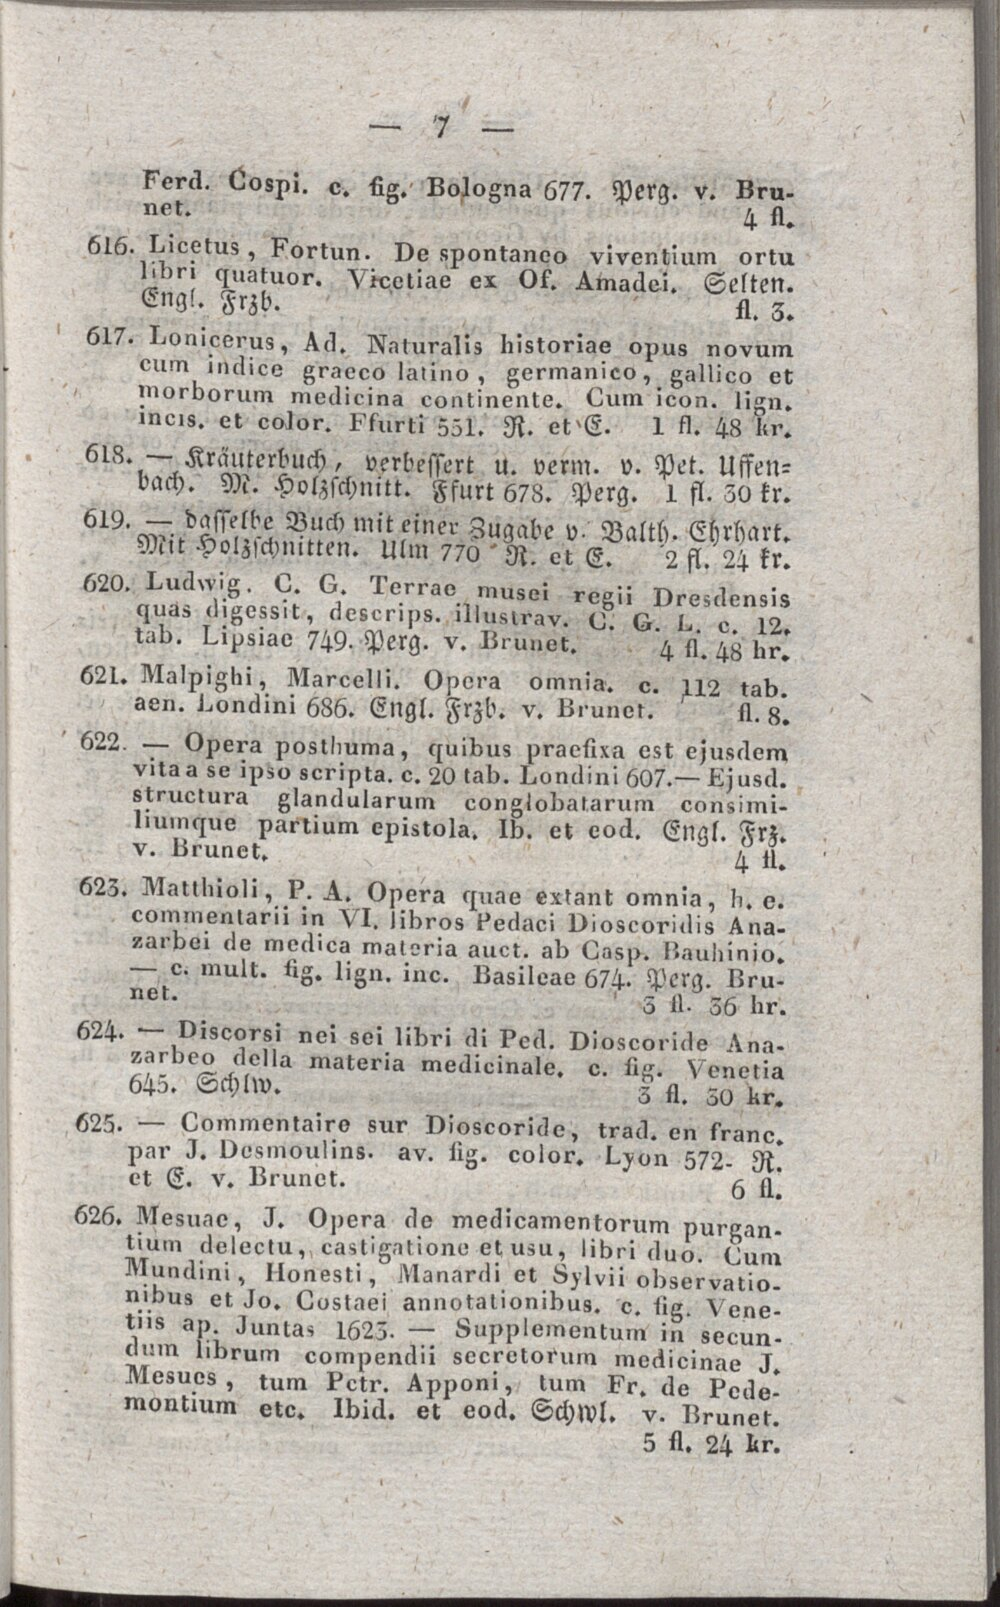 — 7 —
Ferd. Cospi. c. fig. Bologna 677. Perg. v. Bru-
net. 4 fl.
616. Licetus, Fortun. De spontaneo viventium ortu
libri quatuor. Vicetiae ex Of. Amadei. Selten.
Engl. Frzb. fl. 3.
617. Lonicerus, Ad. Naturalis historiae opus novum
cum indice graeco latino, germanico, gallico et
morborum medicina continente. Cum icon. lign.
incis. et color. Ffurti 551. R. et E. 1 fl. 48 kr.
618. — Kräuterbuch, verbessert u. verm. v. Pet. Uffen-
bach. M. Holzschnitt. Ffurt 678. Perg. 1 fl. 30 kr.
619. — dasselbe Buch mit einer Zugabe v. Balth. Ehrhart.
Mit Holzschnitten. Ulm 770 R. et E. 2 fl. 24 kr.
620. Ludwig. C. G. Terrae musei regii Dresdensis
quas digessit, descrips. illustrav. C. G. L. c. 12.
tab. Lipsiae 749. Perg. v. Brunet. 4 fl. 48 hr.
621. Malpighi, Marcelli. Opera omnia. c. 112 tab.
aen. Londini 686. Engl. Frzb. v. Brunet. fl. 8.
622. — Opera posthuma, quibus praefixa est ejusdem
vita a se ipso scripta. c. 20 tab. Londini 607. — Ejusd.
structura glandularum conglobatarum consimi-
liumque partium epistola. Ib. et eod. Engl. Frz.
v. Brunet. 4 fl.
623. Matthioli, P. A. Opera quae extant omnia, h. e.
commentarii in VI. libros Pedaci Dioscoridis Ana-
zarbei de medica materia auct. ab Casp. Bauhinio.
— c. mult. fig. lign. inc. Basileae 674. Perg. Bru-
net. 3 fl. 36 hr.
624. — Discorsi nei sei libri di Ped. Dioscoride Ana-
zarbeo della materia medicinale. c. fig. Venetia
645. Schlw. 3 fl. 30 kr.
625. — Commentaire sur Dioscoride, trad. en franc.
par J. Desmoulins. av. fig. color. Lyon 572- R.
et E. v. Brunet. 6 fl.
626. Mesuae, J. Opera de medicamentorum purgan-
tium delectu, castigatione et usu, libri duo. Cum
Mundini, Honesti, Manardi et Sylvii observatio-
nibus et Jo. Costaei annotationibus. c. fig. Vene-
tiis ap. Juntas 1623. — Supplementum in secun-
dum librum compendii secretorum medicinae J.
Mesues, tum Petr. Apponi, tum Fr. de Pede-
montium etc. Ibid. et eod. Schwl. v. Brunet.
5 fl. 24 kr.